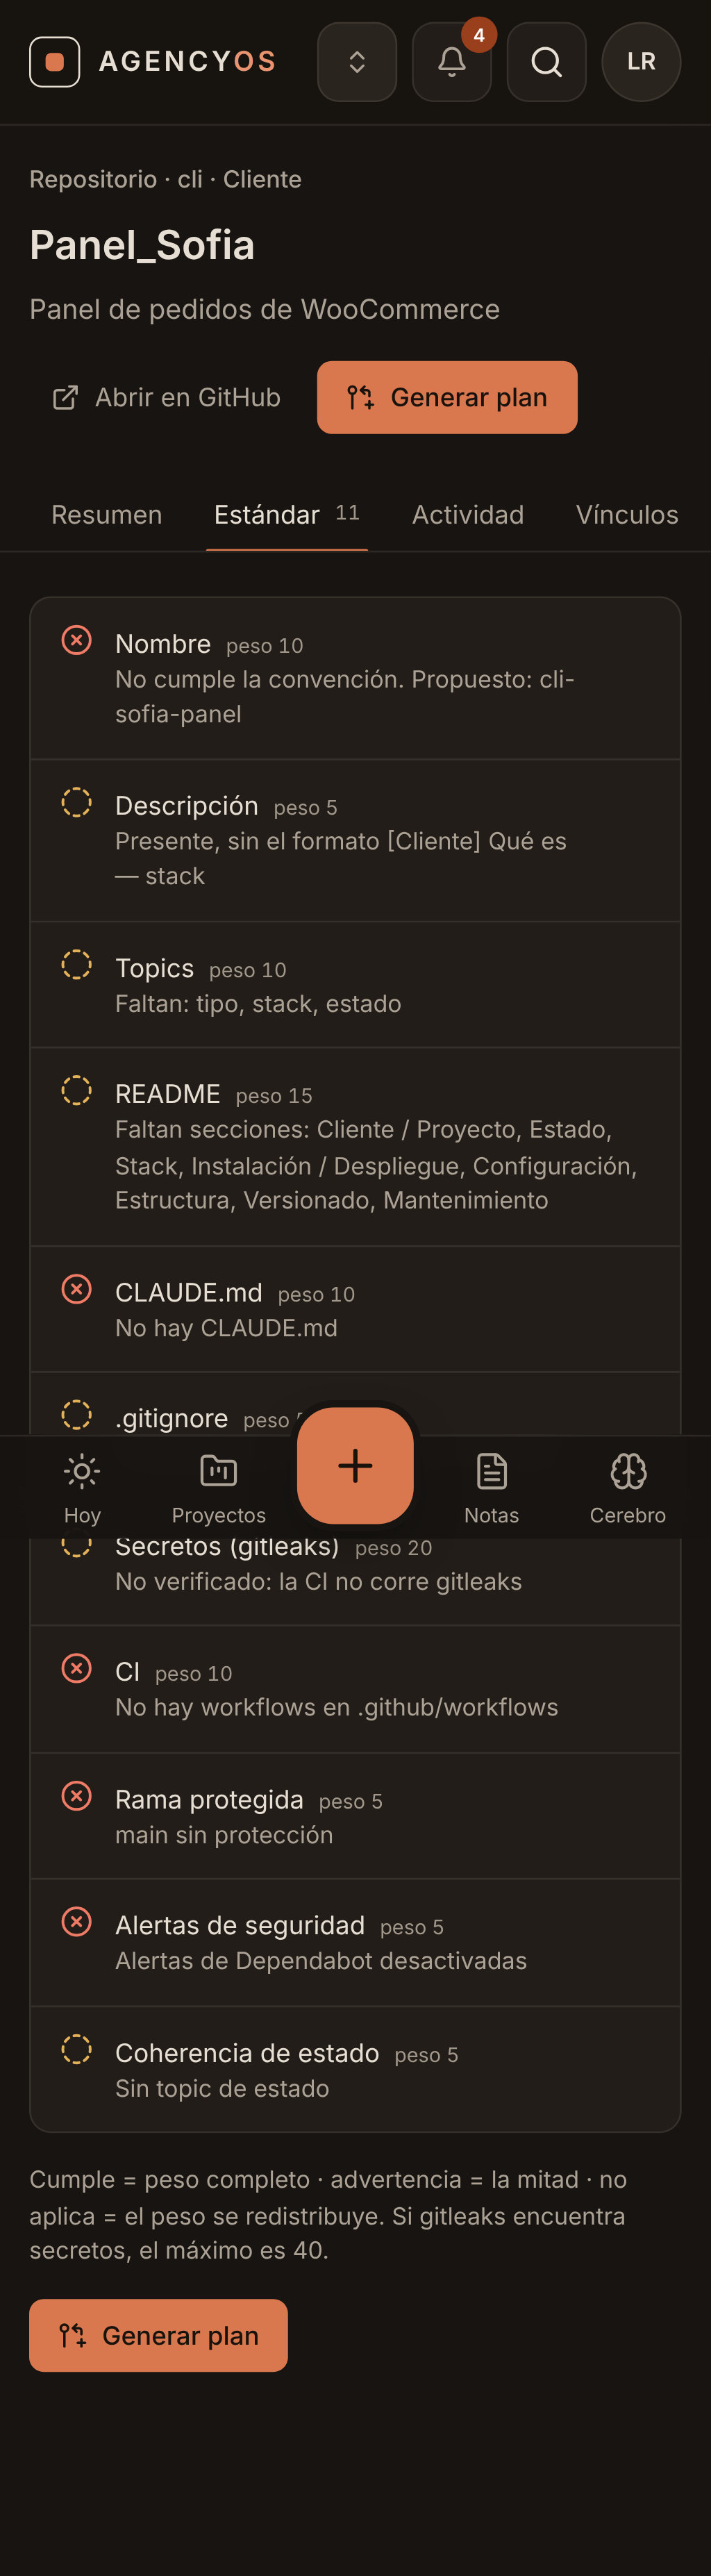 AGENCYOS
4
LR
Repositorio · cli · Cliente
Panel_Sofia
Panel de pedidos de WooCommerce
Abrir en GitHub
Generar plan
Resumen
Estándar 11
Actividad
Vínculos
Nombre peso 10
No cumple la convención. Propuesto: cli-
sofia-panel
Descripción peso 5
Presente, sin el formato [Cliente] Qué es
— stack
Topics peso 10
Faltan: tipo, stack, estado
README peso 15
Faltan secciones: Cliente / Proyecto, Estado,
Stack, Instalación / Despliegue, Configuración,
Estructura, Versionado, Mantenimiento
CLAUDE.md peso 10
No hay CLAUDE.md
.gitignore peso
Hoy
Proyectos
Notas
Cerebro
Secretos (gitleaks) peso 20
No verificado: la CI no corre gitleaks
CI peso 10
No hay workflows en .github/workflows
Rama protegida peso 5
main sin protección
Alertas de seguridad peso 5
Alertas de Dependabot desactivadas
Coherencia de estado peso 5
Sin topic de estado
Cumple = peso completo · advertencia = la mitad · no
aplica = el peso se redistribuye. Si gitleaks encuentra
secretos, el máximo es 40.
Generar plan